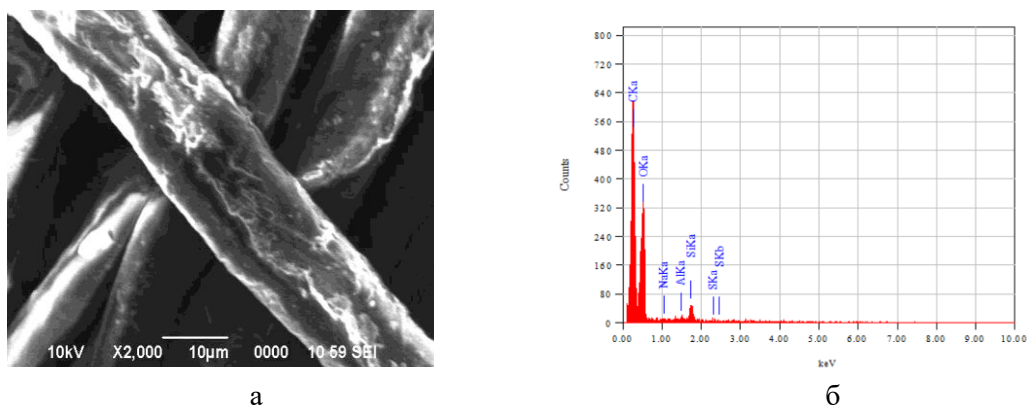 10kV X2,000 10µm 0000 10 59 SEI
а
800
720
640
560
480
400
320
240
160
80
0
Counts
CKa
OKa
NaKa
AlKa
SiKa
SKa
SKb
0.00 1.00 2.00 3.00 4.00 5.00 6.00 7.00 8.00 9.00 10.00
keV
б